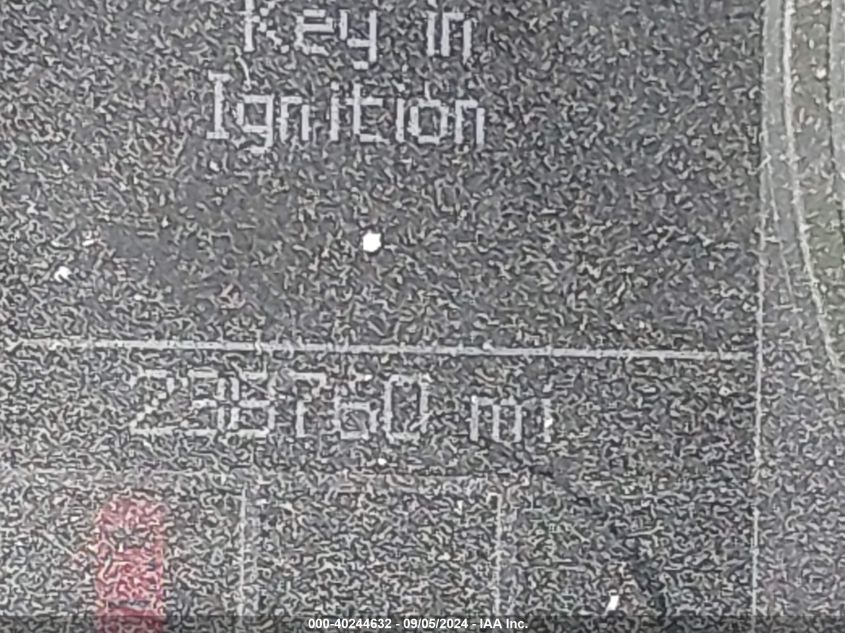 Key in
Ignition
238760 mi
000-40244632 - 09/05/2024 - IAA Inc.